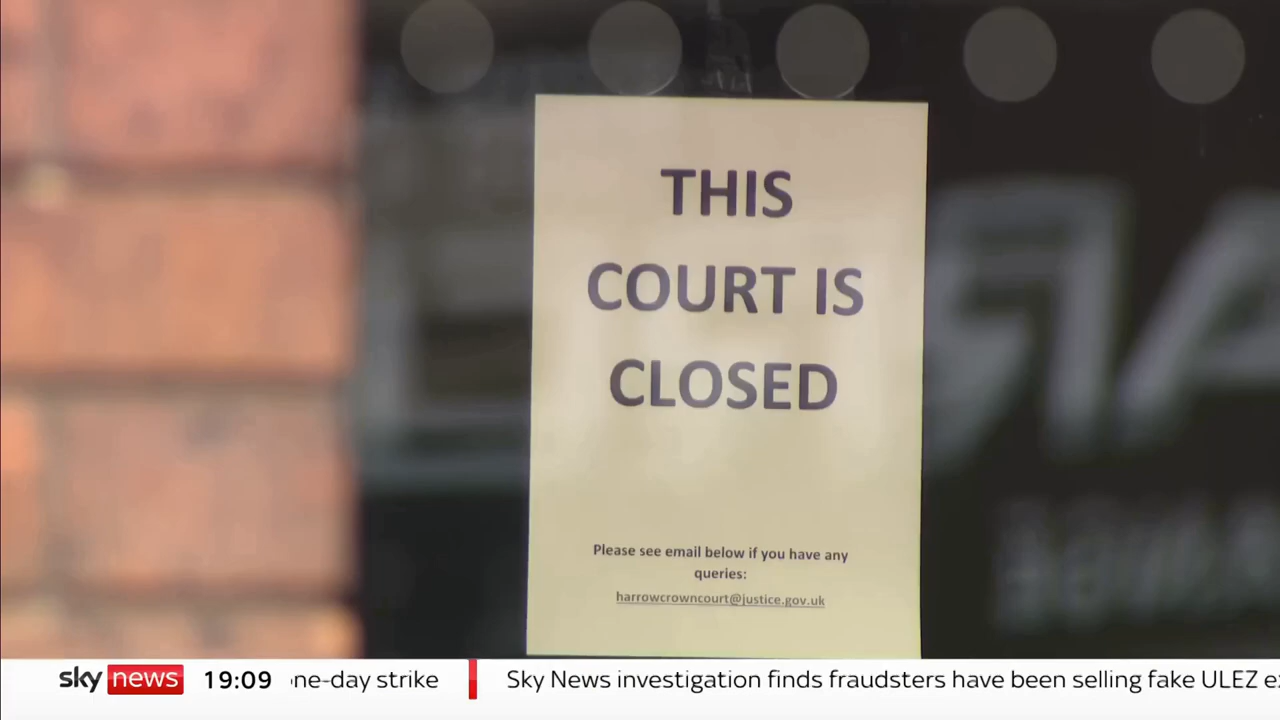 THIS
COURT IS
CLOSED
Please see email below if you have any
queries:
harrowcrowncourt@justice.gov.uk
sky news 19:09 ne-day strike Sky News investigation finds fraudsters have been selling fake ULEZ